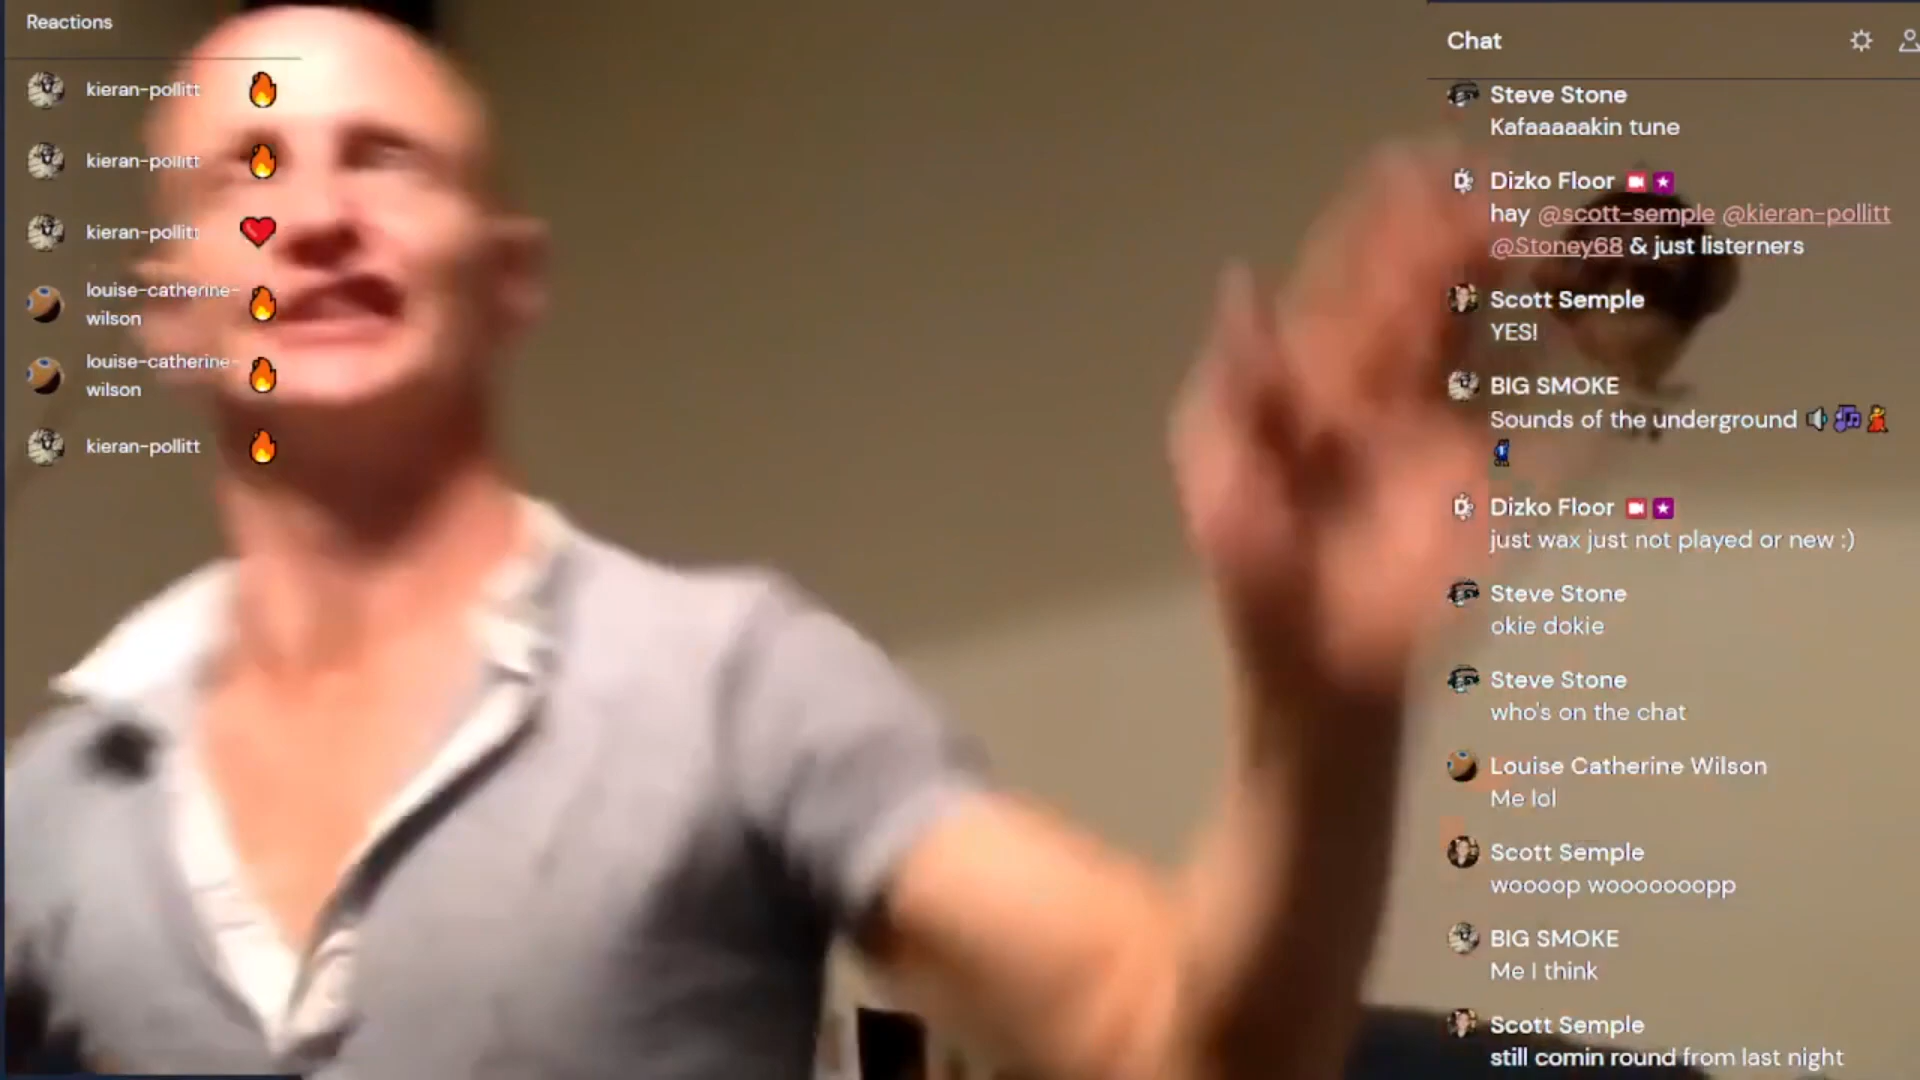 Reactions
kieran-pollitt
kieran-pollitt
kieran-pollitt
louise-catherine-
wilson
louise-catherine-
wilson
kieran-pollitt
Chat
Steve Stone
Kafaaaaakin tune
Dizko Floor
hay @scott-semple @kieran-pollitt
@Stoney68 & just listerners
Scott Semple
YES!
BIG SMOKE
Sounds of the underground 🔈🎶💃
Dizko Floor
just wax just not played or new :)
Steve Stone
okie dokie
Steve Stone
who's on the chat
Louise Catherine Wilson
Me lol
Scott Semple
woooop wooooooopp
BIG SMOKE
Me I think
Scott Semple
still comin round from last night